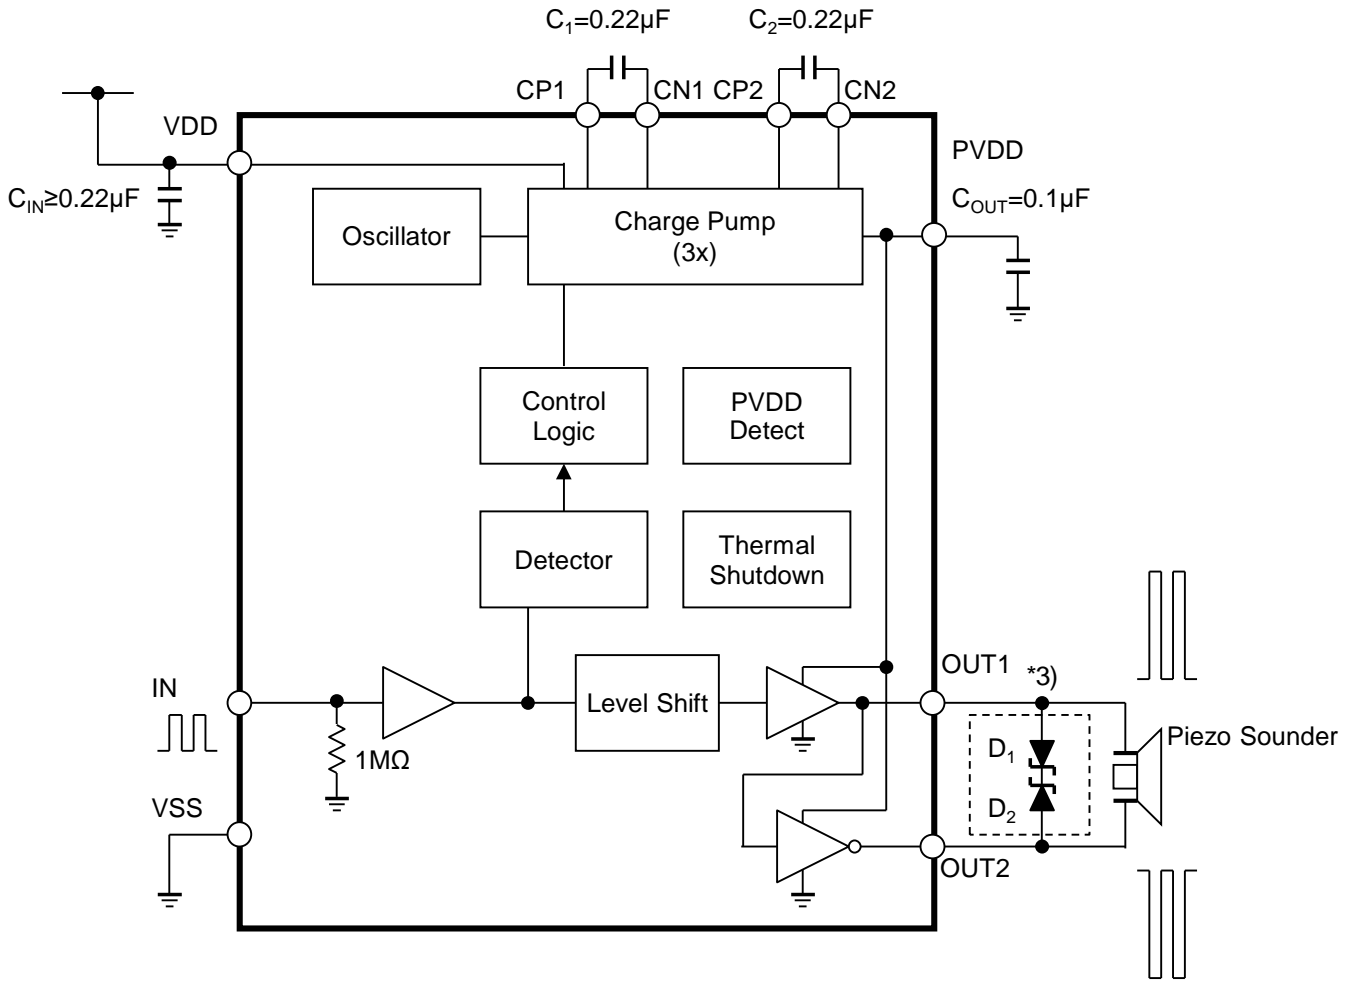 C1=0.22µF
C2=0.22µF
CP1
CN1
CP2
CN2
VDD
PVDD
CIN≥0.22µF
COUT=0.1µF
Oscillator
Charge Pump
(3x)
Control
Logic
PVDD
Detect
Detector
Thermal
Shutdown
IN
OUT1
*3)
Level Shift
Piezo Sounder
1MΩ
D1
D2
VSS
OUT2